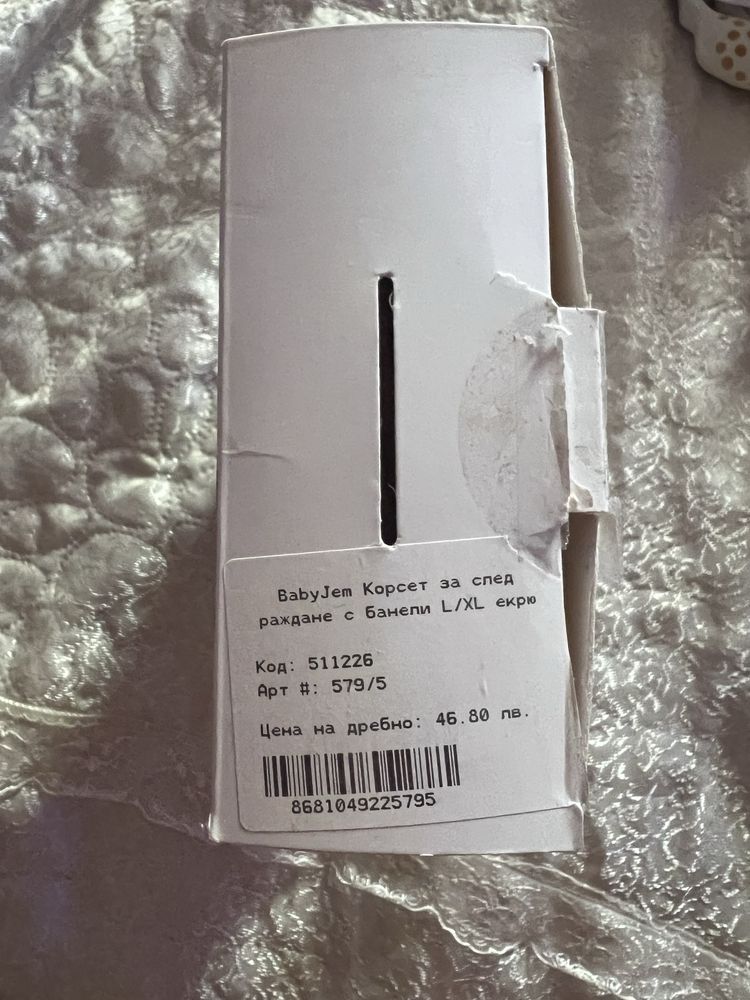 BabyJem Корсет за след
раждане с банели L/XL екрю
Код: 511226
Арт #: 579/5
Цена на дребно: 46.80 лв.
8681049225795